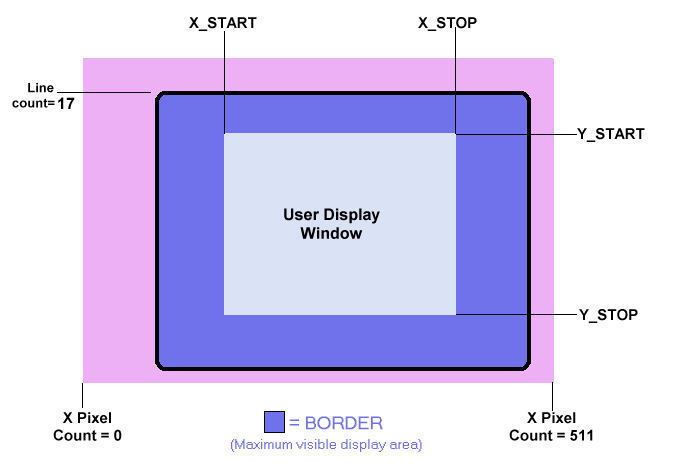 X_START
X_STOP
Line
count= 17
Y_START
User Display
Window
Y_STOP
X Pixel
Count = 0
= BORDER
(Maximum visible display area)
X Pixel
Count = 511